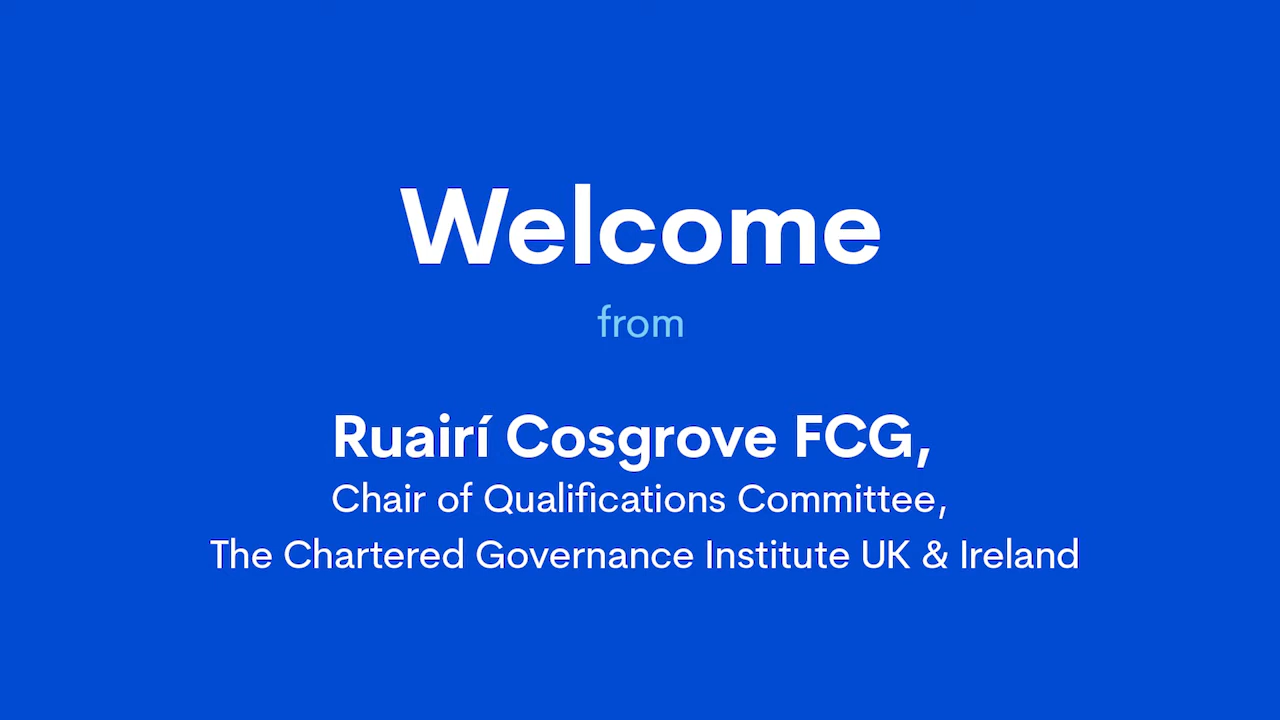 Welcome
from
Ruairí Cosgrove FCG,
Chair of Qualifications Committee,
The Chartered Governance Institute UK & Ireland